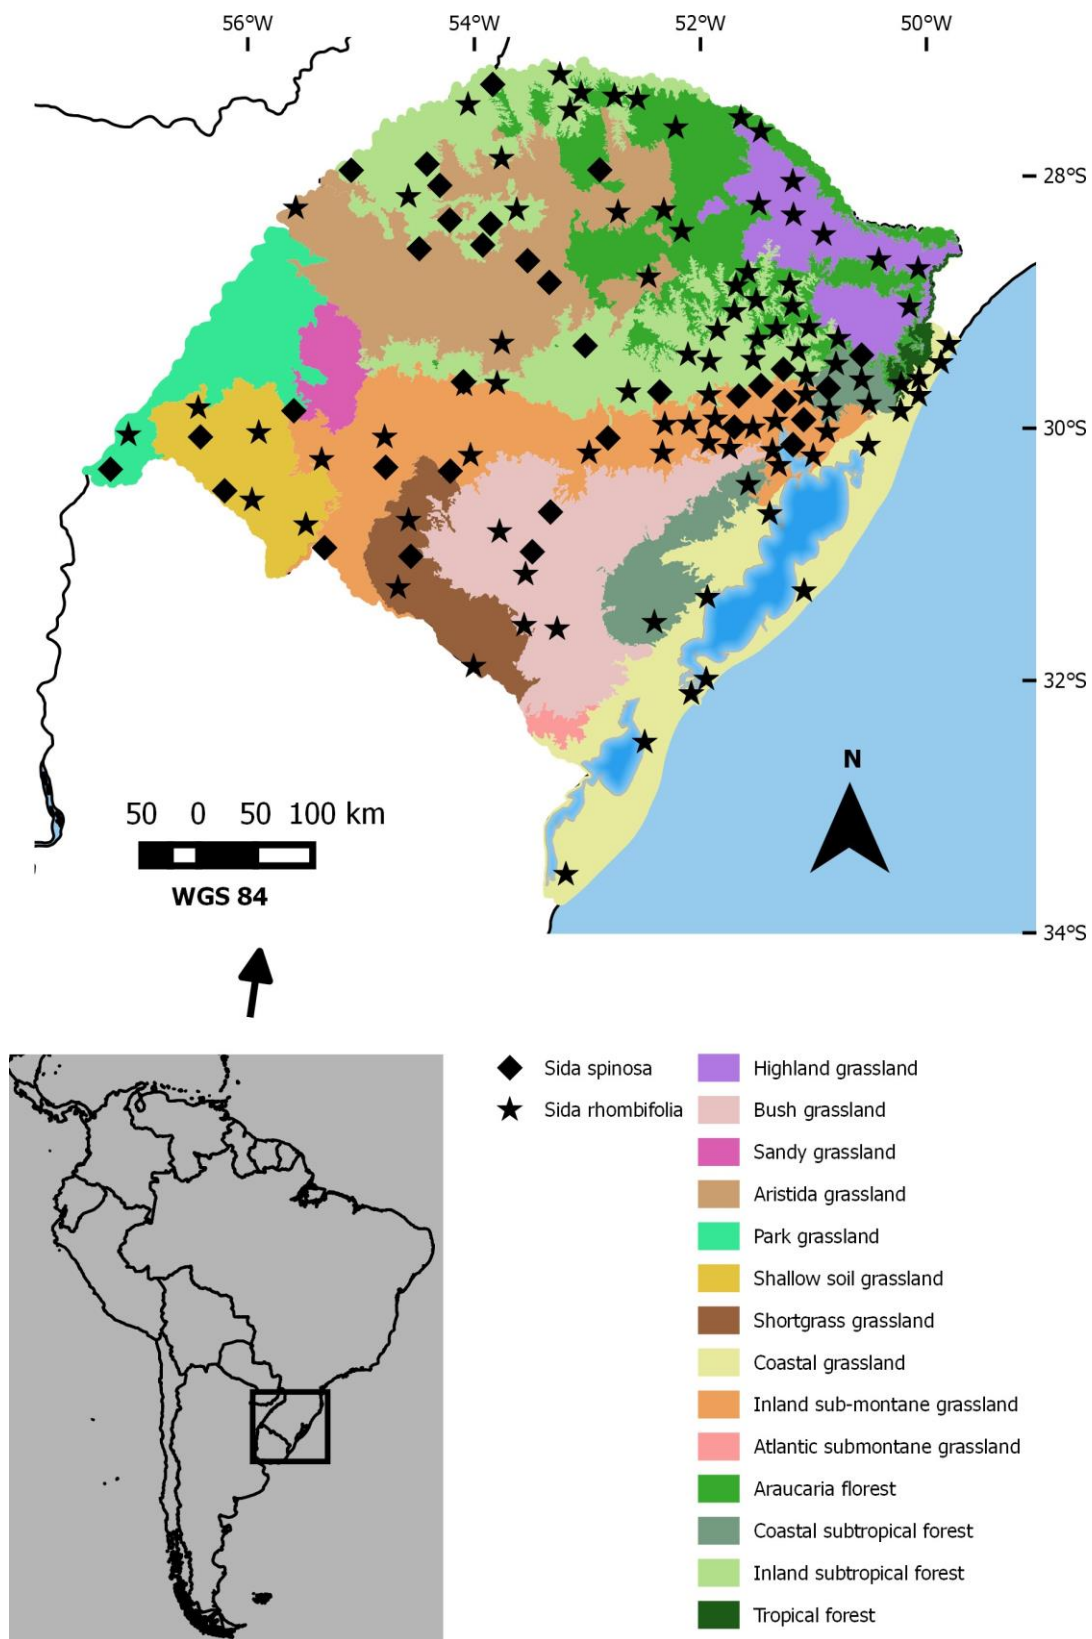 56°W 54°W 52°W 50°W
28°S
30°S
32°S
N
50 0 50 100 km
WGS 84
34°S
Sida spinosa
Sida rhombifolia
Highland grassland
Bush grassland
Sandy grassland
Aristida grassland
Park grassland
Shallow soil grassland
Shortgrass grassland
Coastal grassland
Inland sub-montane grassland
Atlantic submontane grassland
Araucaria florest
Coastal subtropical forest
Inland subtropical forest
Tropical forest